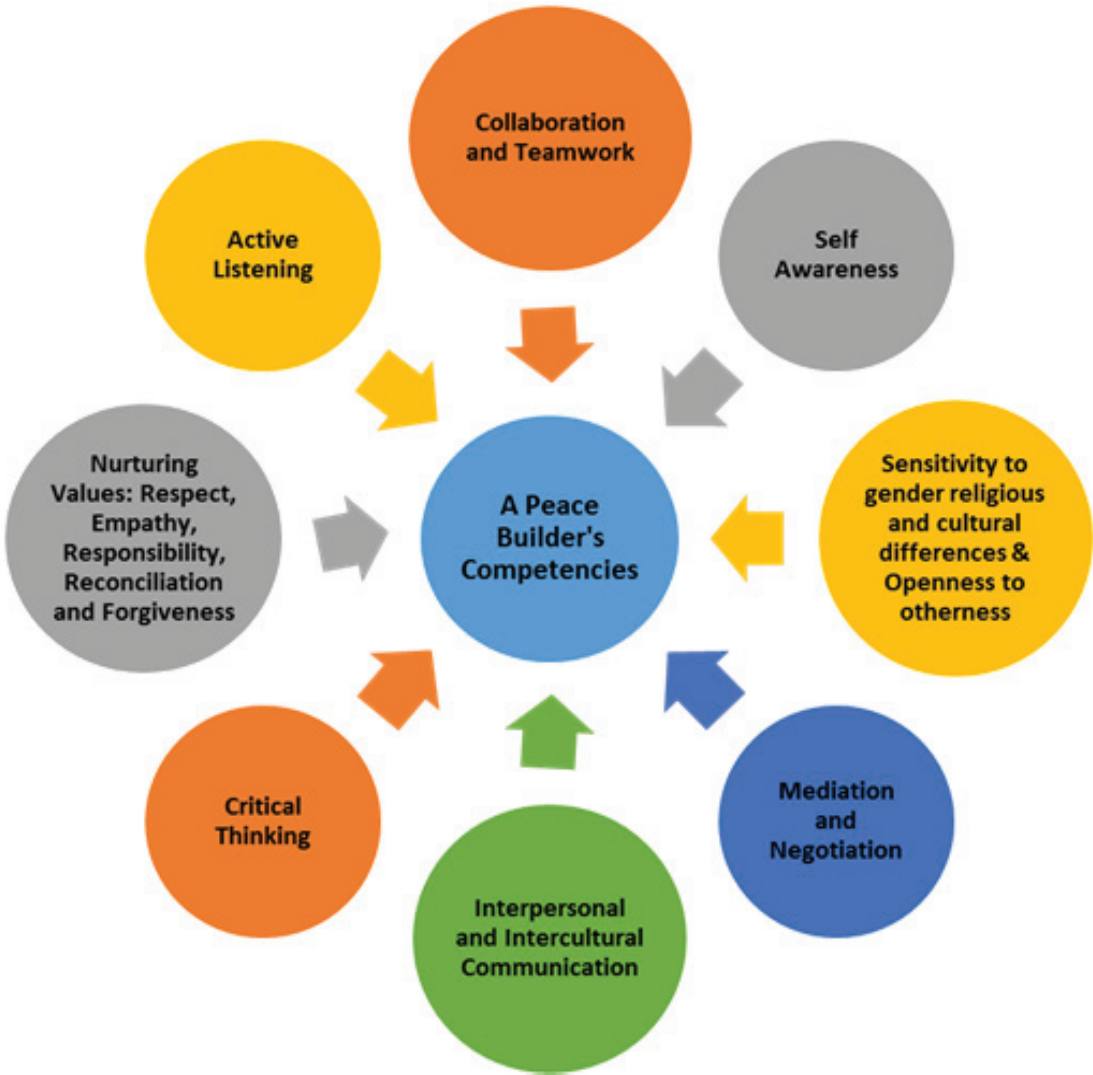 Collaboration
and Teamwork
Self
Awareness
Sensitivity to
gender religious
and cultural
differences &
Openness to
otherness
Mediation
and
Negotiation
Interpersonal
and Intercultural
Communication
Critical
Thinking
Nurturing
Values: Respect,
Empathy,
Responsibility,
Reconciliation
and Forgiveness
Active
Listening
A Peace
Builder's
Competencies